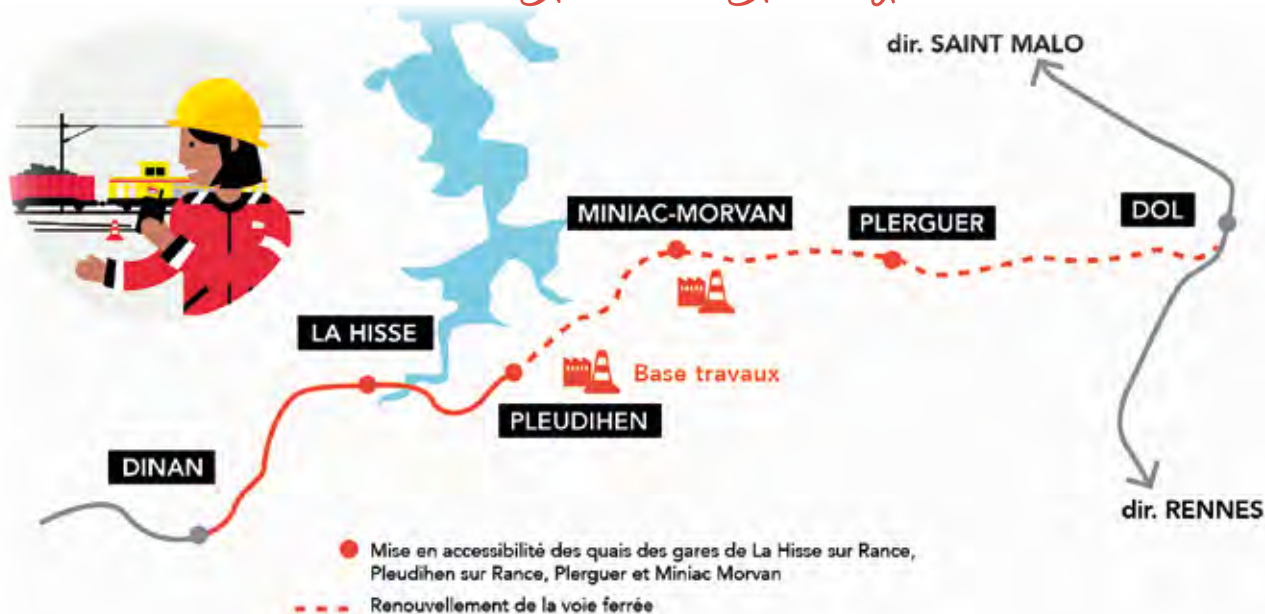 dir. SAINT MALO
MINIAC-MORVAN
PLERGUER
DOL
LA HISSE
Base travaux
PLEUDIHEN
DINAN
dir. RENNES
Mise en accessibilité des quais des gares de La Hisse sur Rance,
Pleudihen sur Rance, Plerguer et Miniac Morvan
Renouvellement de la voie ferrée